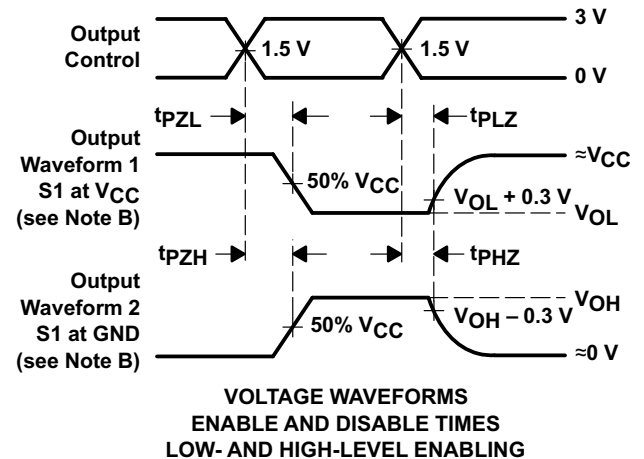 Output
Control
1.5 V
1.5 V
3 V
0 V
tPZL
tPLZ
Output
Waveform 1
S1 at VCC
(see Note B)
50% VCC
VOL + 0.3 V
≈VCC
VOL
tPZH
tPHZ
Output
Waveform 2
S1 at GND
(see Note B)
50% VCC
VOH – 0.3 V
VOH
≈0 V
VOLTAGE WAVEFORMS
ENABLE AND DISABLE TIMES
LOW- AND HIGH-LEVEL ENABLING